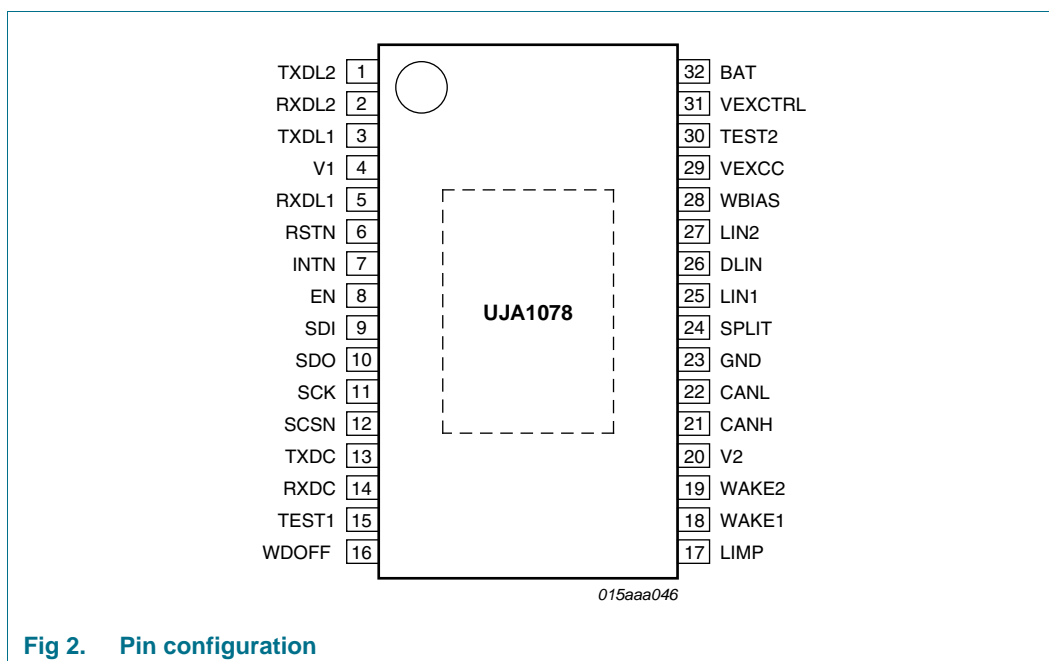 TXDL2 1 32 BAT
RXDL2 2 31 VEXCTRL
TXDL1 3 30 TEST2
V1 4 29 VEXCC
RXDL1 5 28 WBIAS
RSTN 6 27 LIN2
INTN 7 26 DLIN
EN 8 25 LIN1
UJA1078
SDI 9 24 SPLIT
SDO 10 23 GND
SCK 11 22 CANL
SCSN 12 21 CANH
TXDC 13 20 V2
RXDC 14 19 WAKE2
TEST1 15 18 WAKE1
WDOFF 16 17 LIMP
015aaa046
Fig 2. Pin configuration